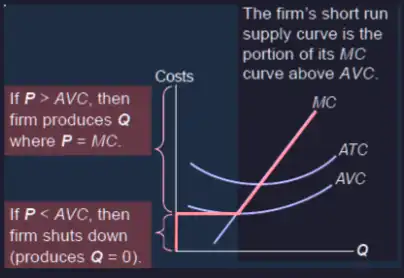 The firm's short run
supply curve is the
portion of its MC
curve above AVC.
Costs
If P > AVC, then
firm produces Q
where P = MC.
MC
ATC
AVC
If P < AVC, then
firm shuts down
(produces Q = 0).
Q